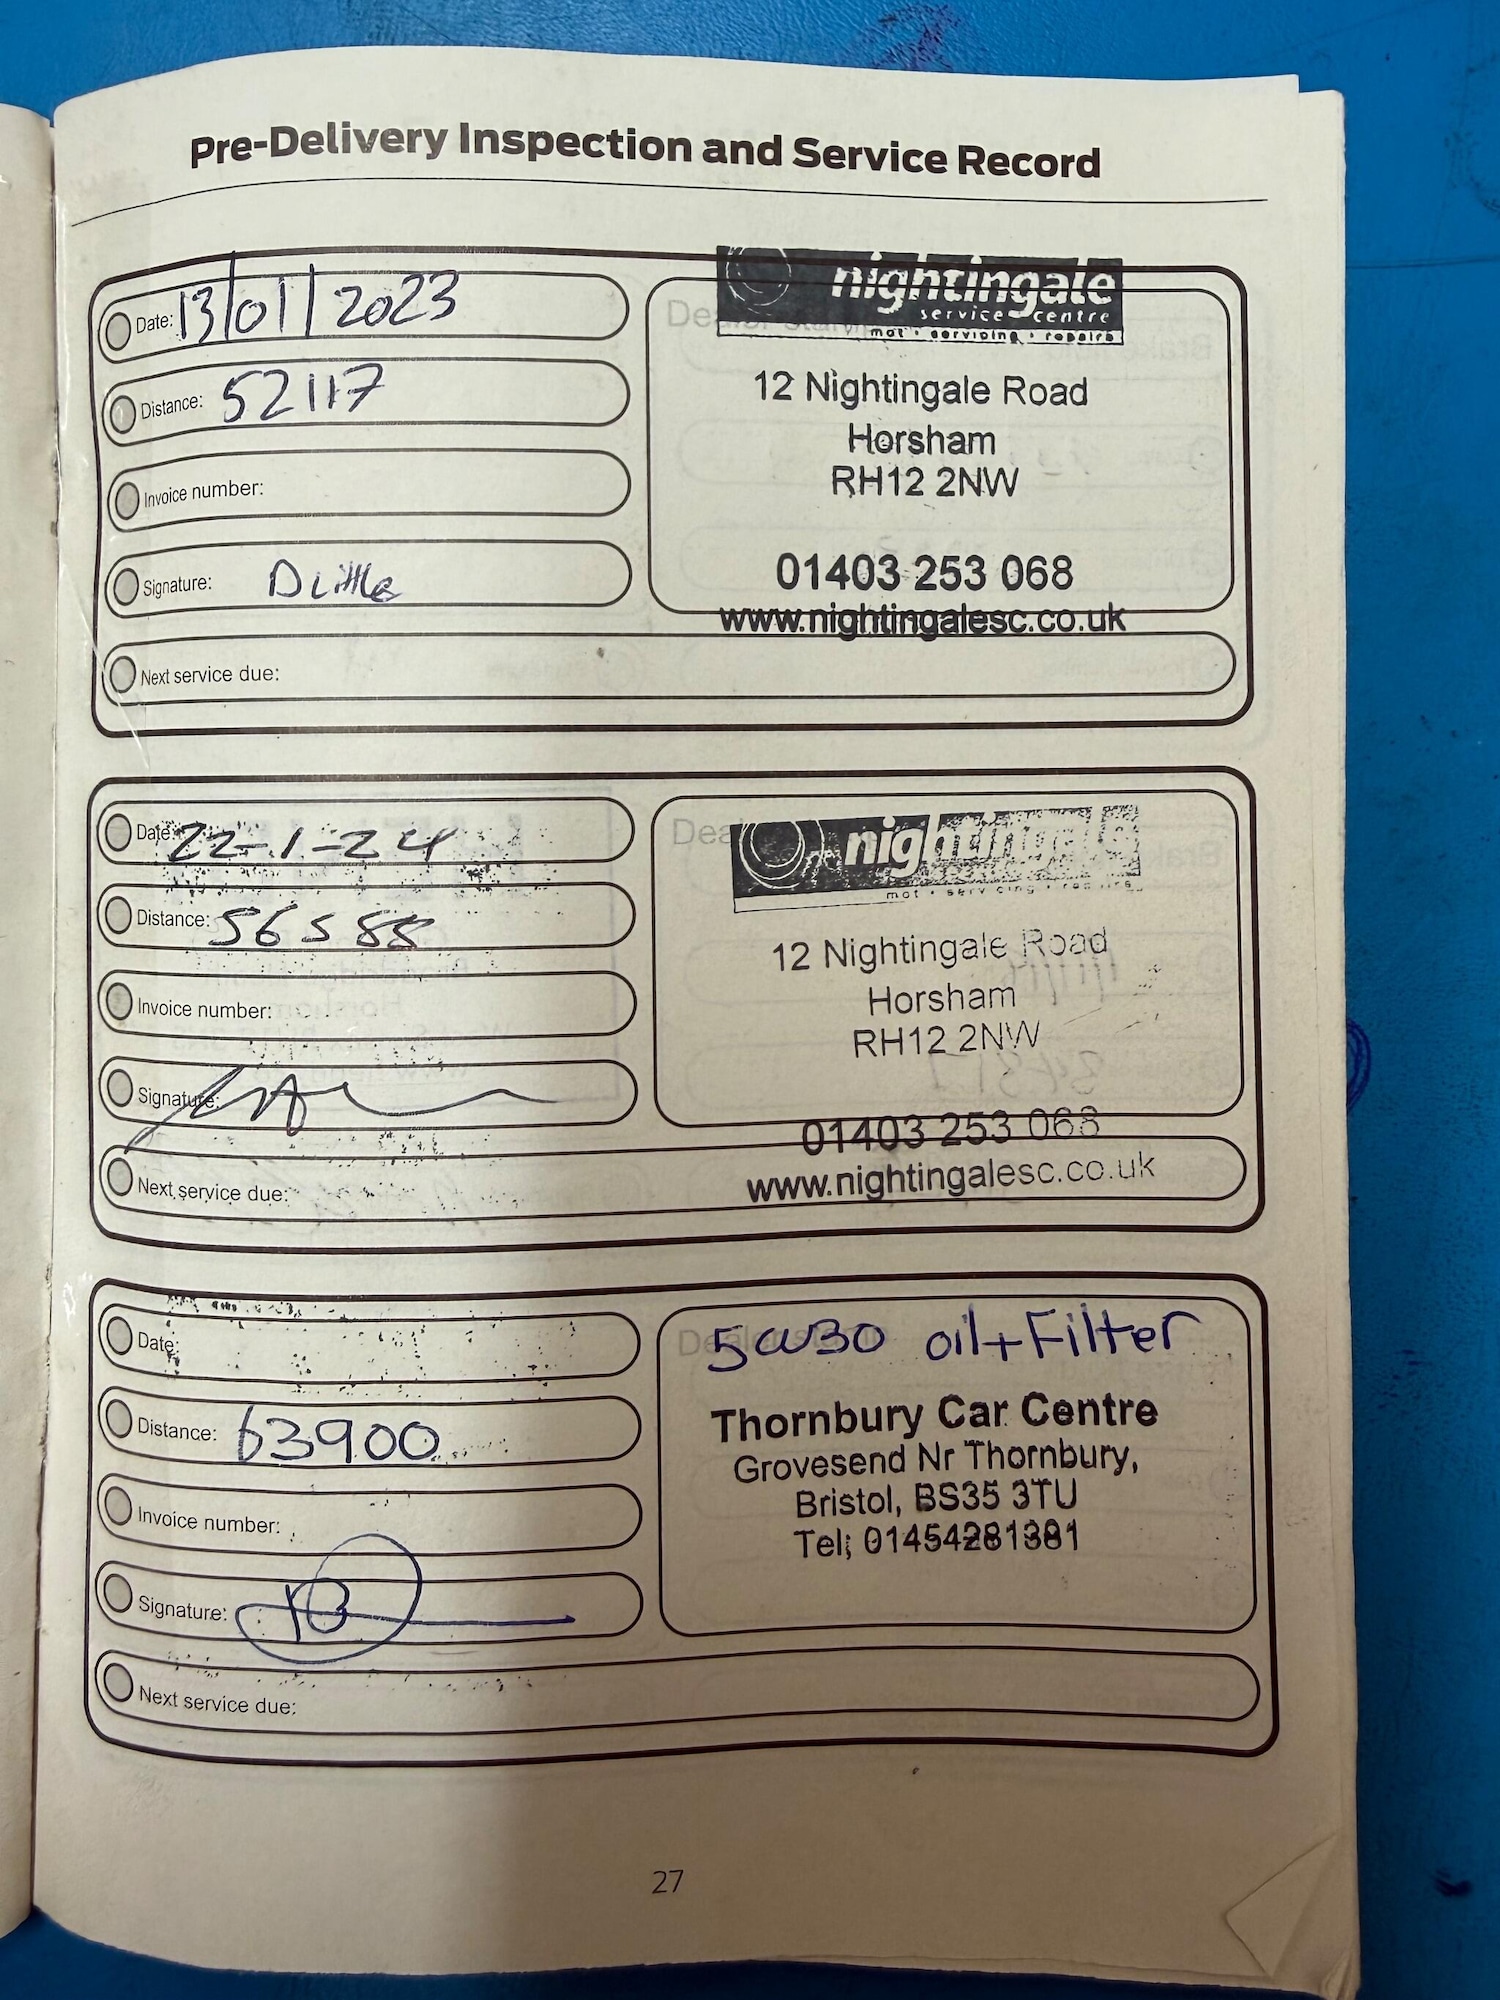 Pre-Delivery Inspection and Service Record
Date: 13/01/2023
Distance: 52117
Invoice number:
Signature: D Little
Next service due:
nightingale
service centre
mot • servicing • repairs
12 Nightingale Road
Horsham
RH12 2NW
01403 253 068
www.nightingalesc.co.uk
Date: 22-1-24
Distance: 56588
Invoice number:
Signature:
Next service due:
nightingale
mot • servicing • repairs
12 Nightingale Road
Horsham
RH12 2NW
01403 253 068
www.nightingalesc.co.uk
Date:
Distance: 63900
Invoice number:
Signature:
Next service due:
5W30 oil+Filter
Thornbury Car Centre
Grovesend Nr Thornbury,
Bristol, BS35 3TU
Tel; 01454281381
27